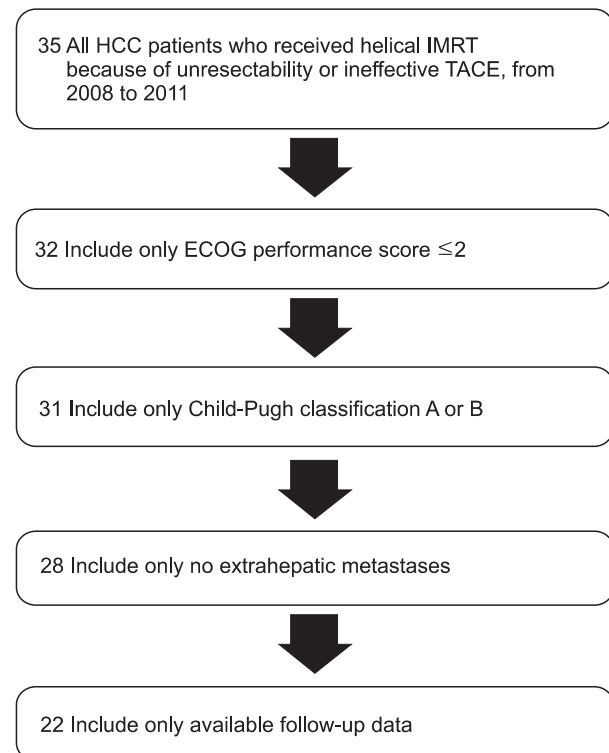 35 All HCC patients who received helical IMRT
because of unresectability or ineffective TACE, from
2008 to 2011
32 Include only ECOG performance score ≦2
31 Include only Child-Pugh classification A or B
28 Include only no extrahepatic metastases
22 Include only available follow-up data